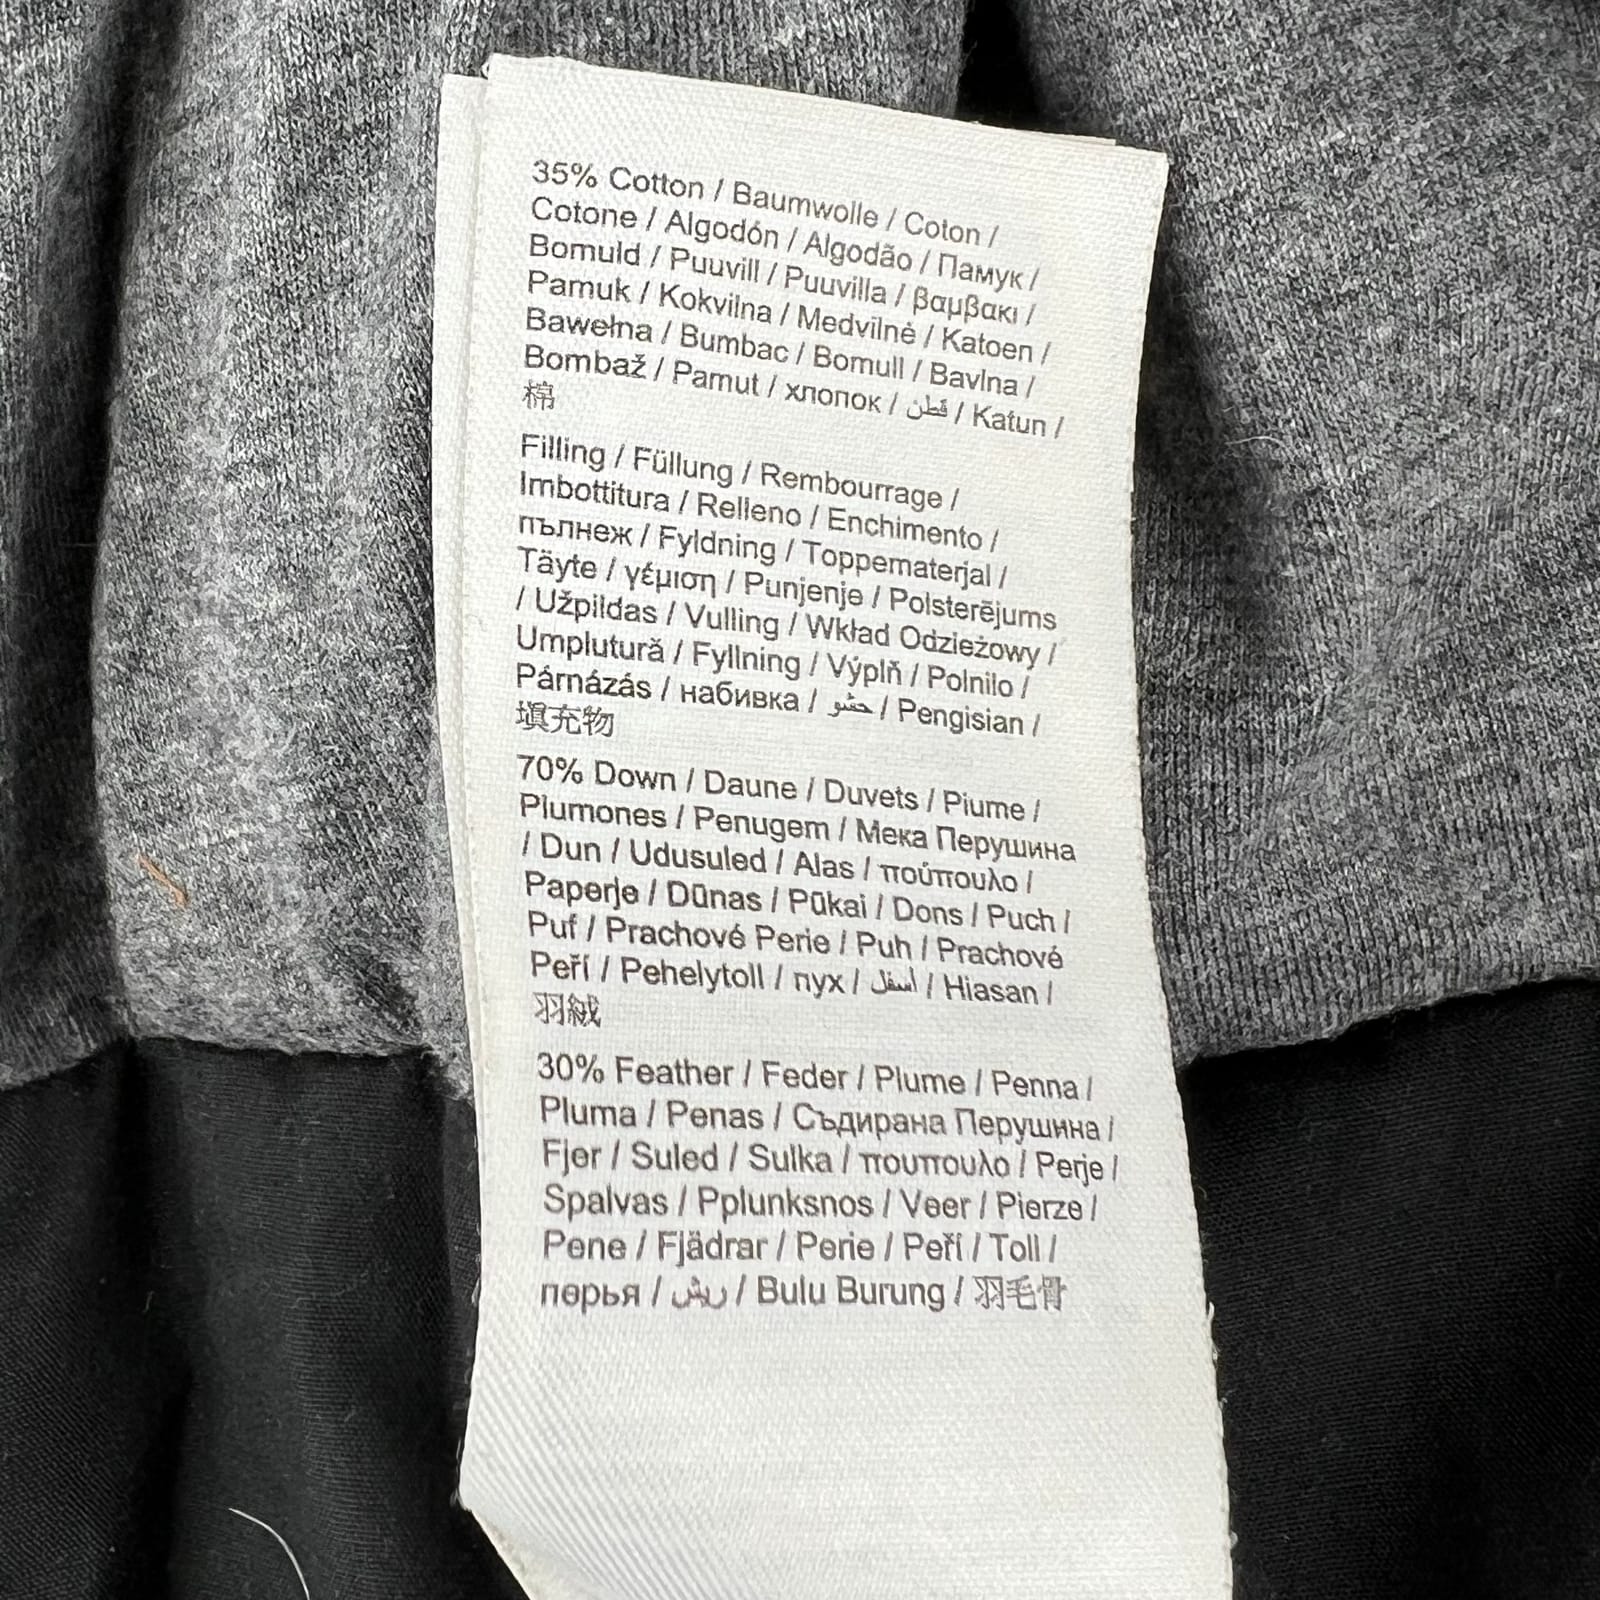 35% Cotton / Baumwolle / Coton /
Cotone / Algodón / Algodão / Памук /
Bomuld / Puuvill / Puuvilla / βαμβακι /
Pamuk / Kokvilna / Medvilnė / Katoen /
Bawełna / Bumbac / Bomull / Bavlna /
Bombaž / Pamut / хлопок / قطن / Katun /
棉
Filling / Füllung / Rembourrage /
Imbottitura / Relleno / Enchimento /
пълнеж / Fyldning / Toppematerjal /
Täyte / γέμιση / Punjenje / Polsterējums
/ Užpildas / Vulling / Wkład Odzieżowy /
Umplutură / Fyllning / Výplň / Polnilo /
Párnázás / набивка / حشو / Pengisian /
填充物
70% Down / Daune / Duvets / Piume /
Plumones / Penugem / Мека Перушина
/ Dun / Udusuled / Alas / πούπουλο /
Paperje / Dūnas / Pūkai / Dons / Puch /
Puf / Prachové Perie / Puh / Prachové
Peří / Pehelytoll / пух / أسفل / Hiasan /
羽絨
30% Feather / Feder / Plume / Penna /
Pluma / Penas / Съдирана Перушина /
Fjer / Suled / Sulka / πουπουλο / Perje /
Spalvas / Pplunksnos / Veer / Pierze /
Pene / Fjädrar / Perie / Peří / Toll /
перья / ريش / Bulu Burung / 羽毛骨